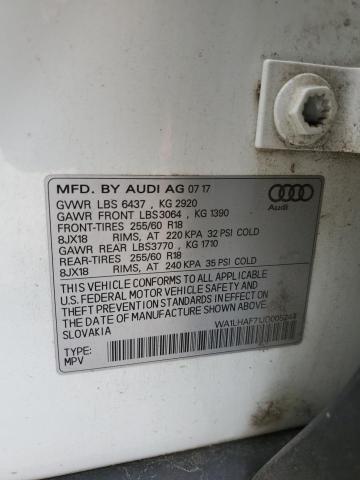 MFD. BY AUDI AG 07 17
GVWR LBS 6437 , KG 2920
GAWR FRONT LBS3064 , KG 1390
FRONT-TIRES 255/60 R18
8JX18 RIMS, AT 220 KPA 32 PSI COLD
GAWR REAR LBS3770 , KG 1710
REAR-TIRES 255/60 R18
8JX18 RIMS, AT 240 KPA 35 PSI COLD
THIS VEHICLE CONFORMS TO ALL APPLICABLE
U.S. FEDERAL MOTOR VEHICLE SAFETY AND
THEFT PREVENTION STANDARDS IN EFFECT
ON THE DATE OF MANUFACTURE SHOWN ABOVE.
SLOVAKIA
TYPE:
MPV
Audi